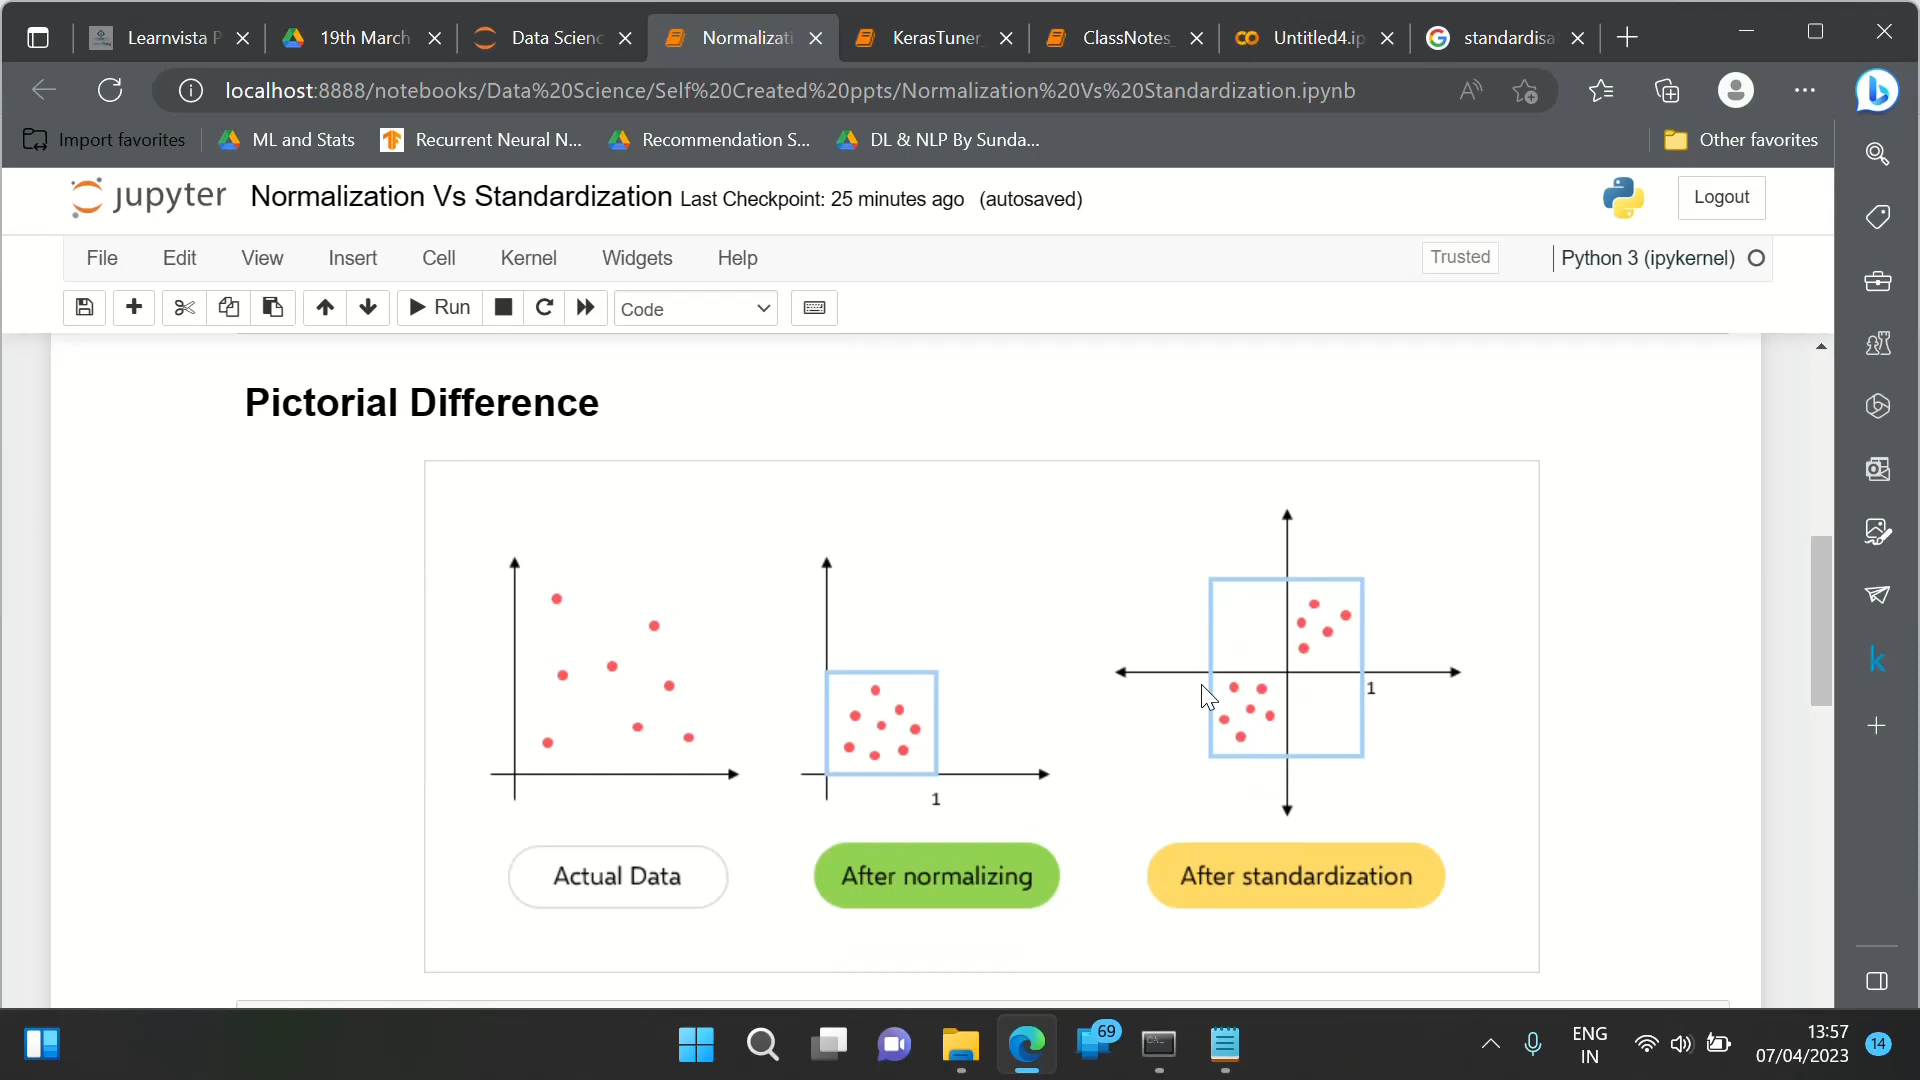 Learnvista P
19th March
Data Scienc
Normalizati
KerasTuner_
ClassNotes_
Untitled4.ip
standardisa
localhost:8888/notebooks/Data%20Science/Self%20Created%20ppts/Normalization%20Vs%20Standardization.ipynb
Import favorites
ML and Stats
Recurrent Neural N...
Recommendation S...
DL & NLP By Sunda...
Other favorites
jupyter Normalization Vs Standardization Last Checkpoint: 25 minutes ago (autosaved)
Logout
File Edit View Insert Cell Kernel Widgets Help
Trusted
Python 3 (ipykernel)
Run
Code
Pictorial Difference
1
1
Actual Data
After normalizing
After standardization
69
ENG
IN
13:57
07/04/2023
14